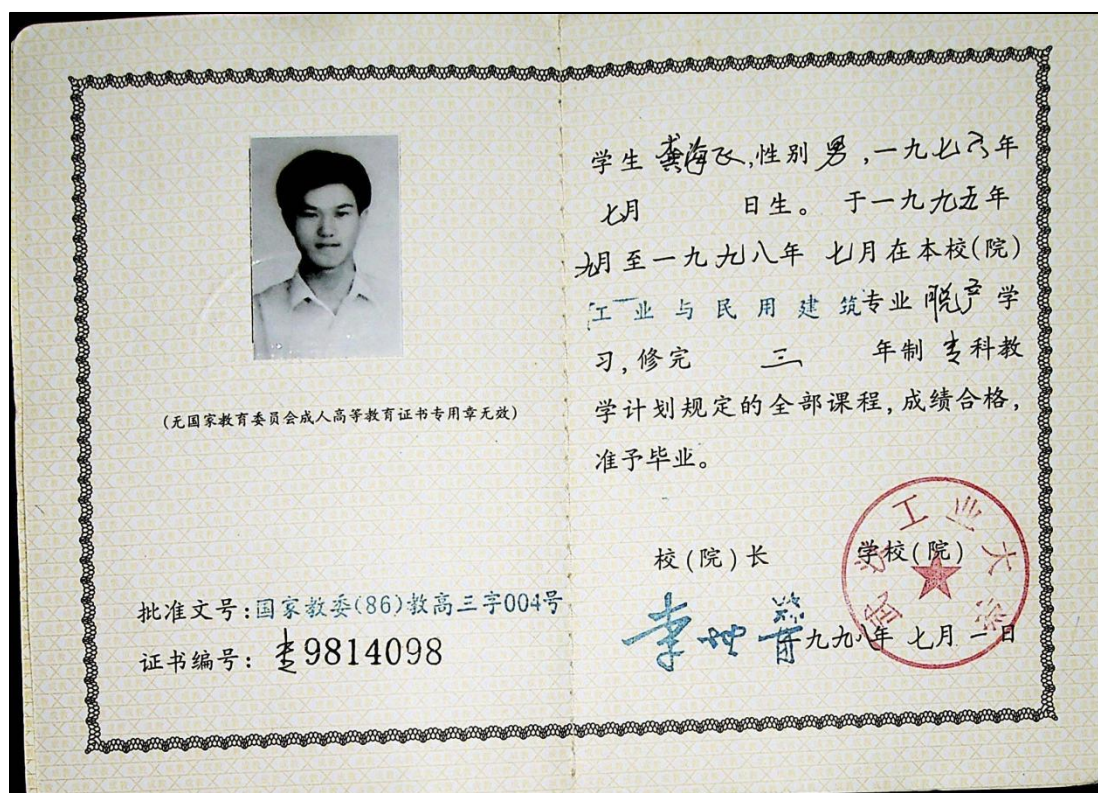 (无国家教育委员会成人高等教育证书专用章无效)
批准文号:国家教委(86)教高三字004号
证书编号:专9814098
学生 龚海飞,性别 男,一九七六年
七月 日生。于一九九五年
九月至一九九八年 七月在本校(院)
工业与民用建筑专业 脱产 学
习,修完 三 年制 专科教
学计划规定的全部课程,成绩合格,
准予毕业。
校(院)长 学校(院)
工业大
李 一九九八年 七月 一日